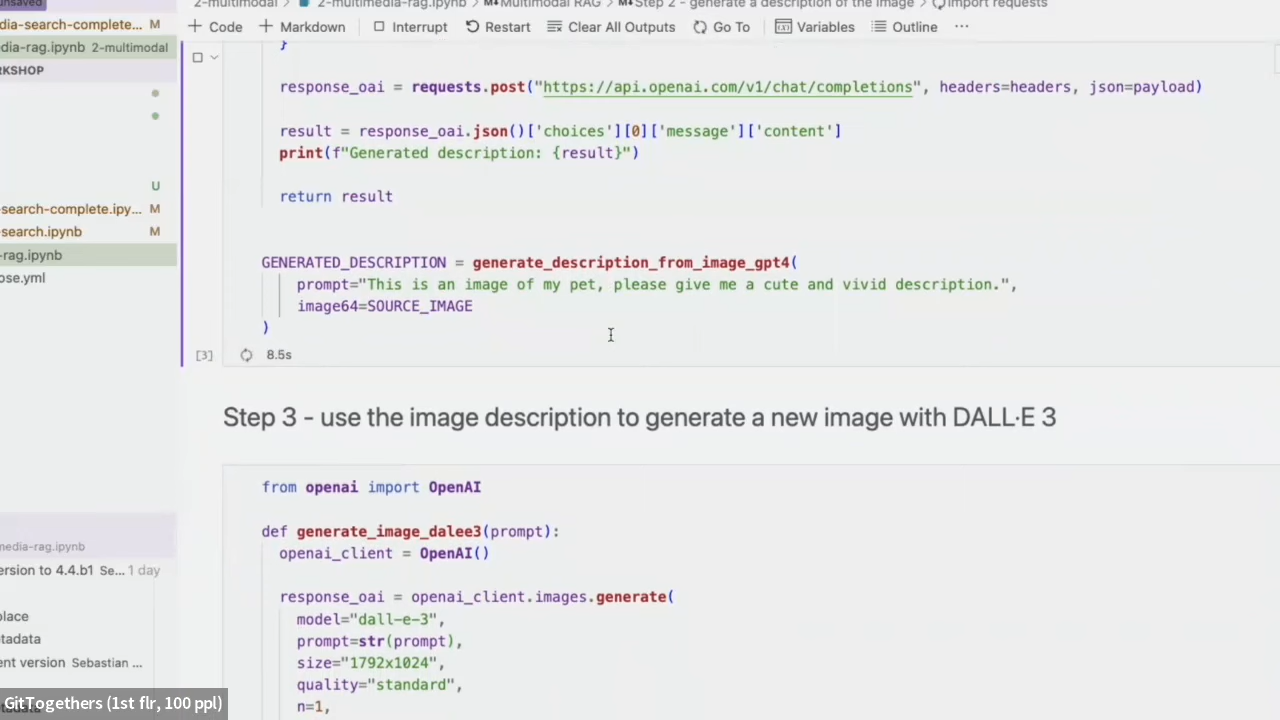 unsaved
2-multimodal > 2-multimedia-rag.ipynb > M↓Multimodal RAG > M↓Step 2 - generate a description of the image > import requests
dia-search-complete... M
+ Code + Markdown Interrupt Restart Clear All Outputs Go To Variables Outline ...
dia-rag.ipynb 2-multimodal
RKSHOP
}
response_oai = requests.post("https://api.openai.com/v1/chat/completions", headers=headers, json=payload)
result = response_oai.json()['choices'][0]['message']['content']
print(f"Generated description: {result}")
U
return result
-search-complete.ipy... M
-search.ipynb M
-rag.ipynb
ose.yml
GENERATED_DESCRIPTION = generate_description_from_image_gpt4(
prompt="This is an image of my pet, please give me a cute and vivid description.",
image64=SOURCE_IMAGE
)
[3] 8.5s
Step 3 - use the image description to generate a new image with DALL·E 3
from openai import OpenAI
def generate_image_dalee3(prompt):
openai_client = OpenAI()
media-rag.ipynb
ersion to 4.4.b1 Se... 1 day
response_oai = openai_client.images.generate(
model="dall-e-3",
place
prompt=str(prompt),
tadata
size="1792x1024",
ent version Sebastian ...
quality="standard",
n=1,
GitTogethers (1st flr, 100 ppl)